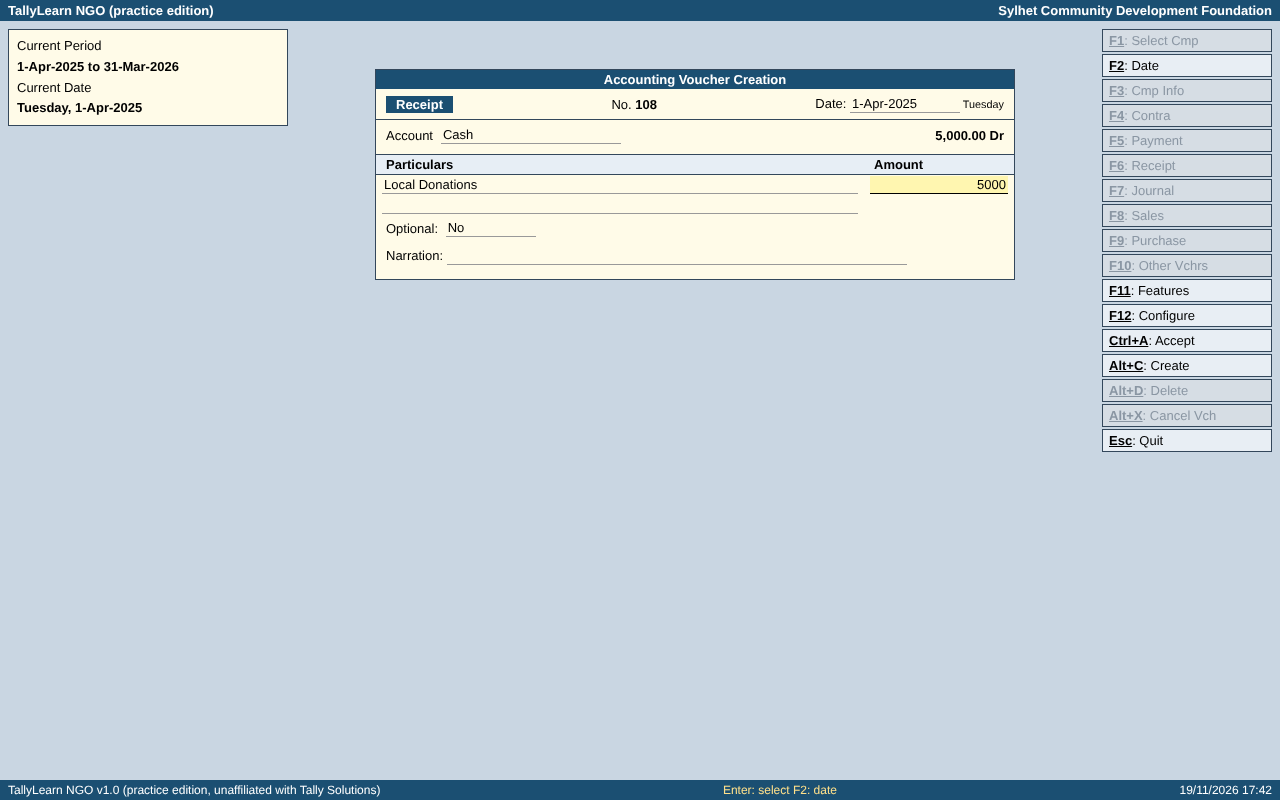 TallyLearn NGO (practice edition)
Sylhet Community Development Foundation
Current Period
1-Apr-2025 to 31-Mar-2026
Current Date
Tuesday, 1-Apr-2025
Accounting Voucher Creation
Receipt No. 108 Date: 1-Apr-2025 Tuesday
Account Cash 5,000.00 Dr
Particulars Amount
Local Donations 5000
Optional: No
Narration:
F1: Select Cmp
F2: Date
F3: Cmp Info
F4: Contra
F5: Payment
F6: Receipt
F7: Journal
F8: Sales
F9: Purchase
F10: Other Vchrs
F11: Features
F12: Configure
Ctrl+A: Accept
Alt+C: Create
Alt+D: Delete
Alt+X: Cancel Vch
Esc: Quit
TallyLearn NGO v1.0 (practice edition, unaffiliated with Tally Solutions)
Enter: select F2: date
19/11/2026 17:42